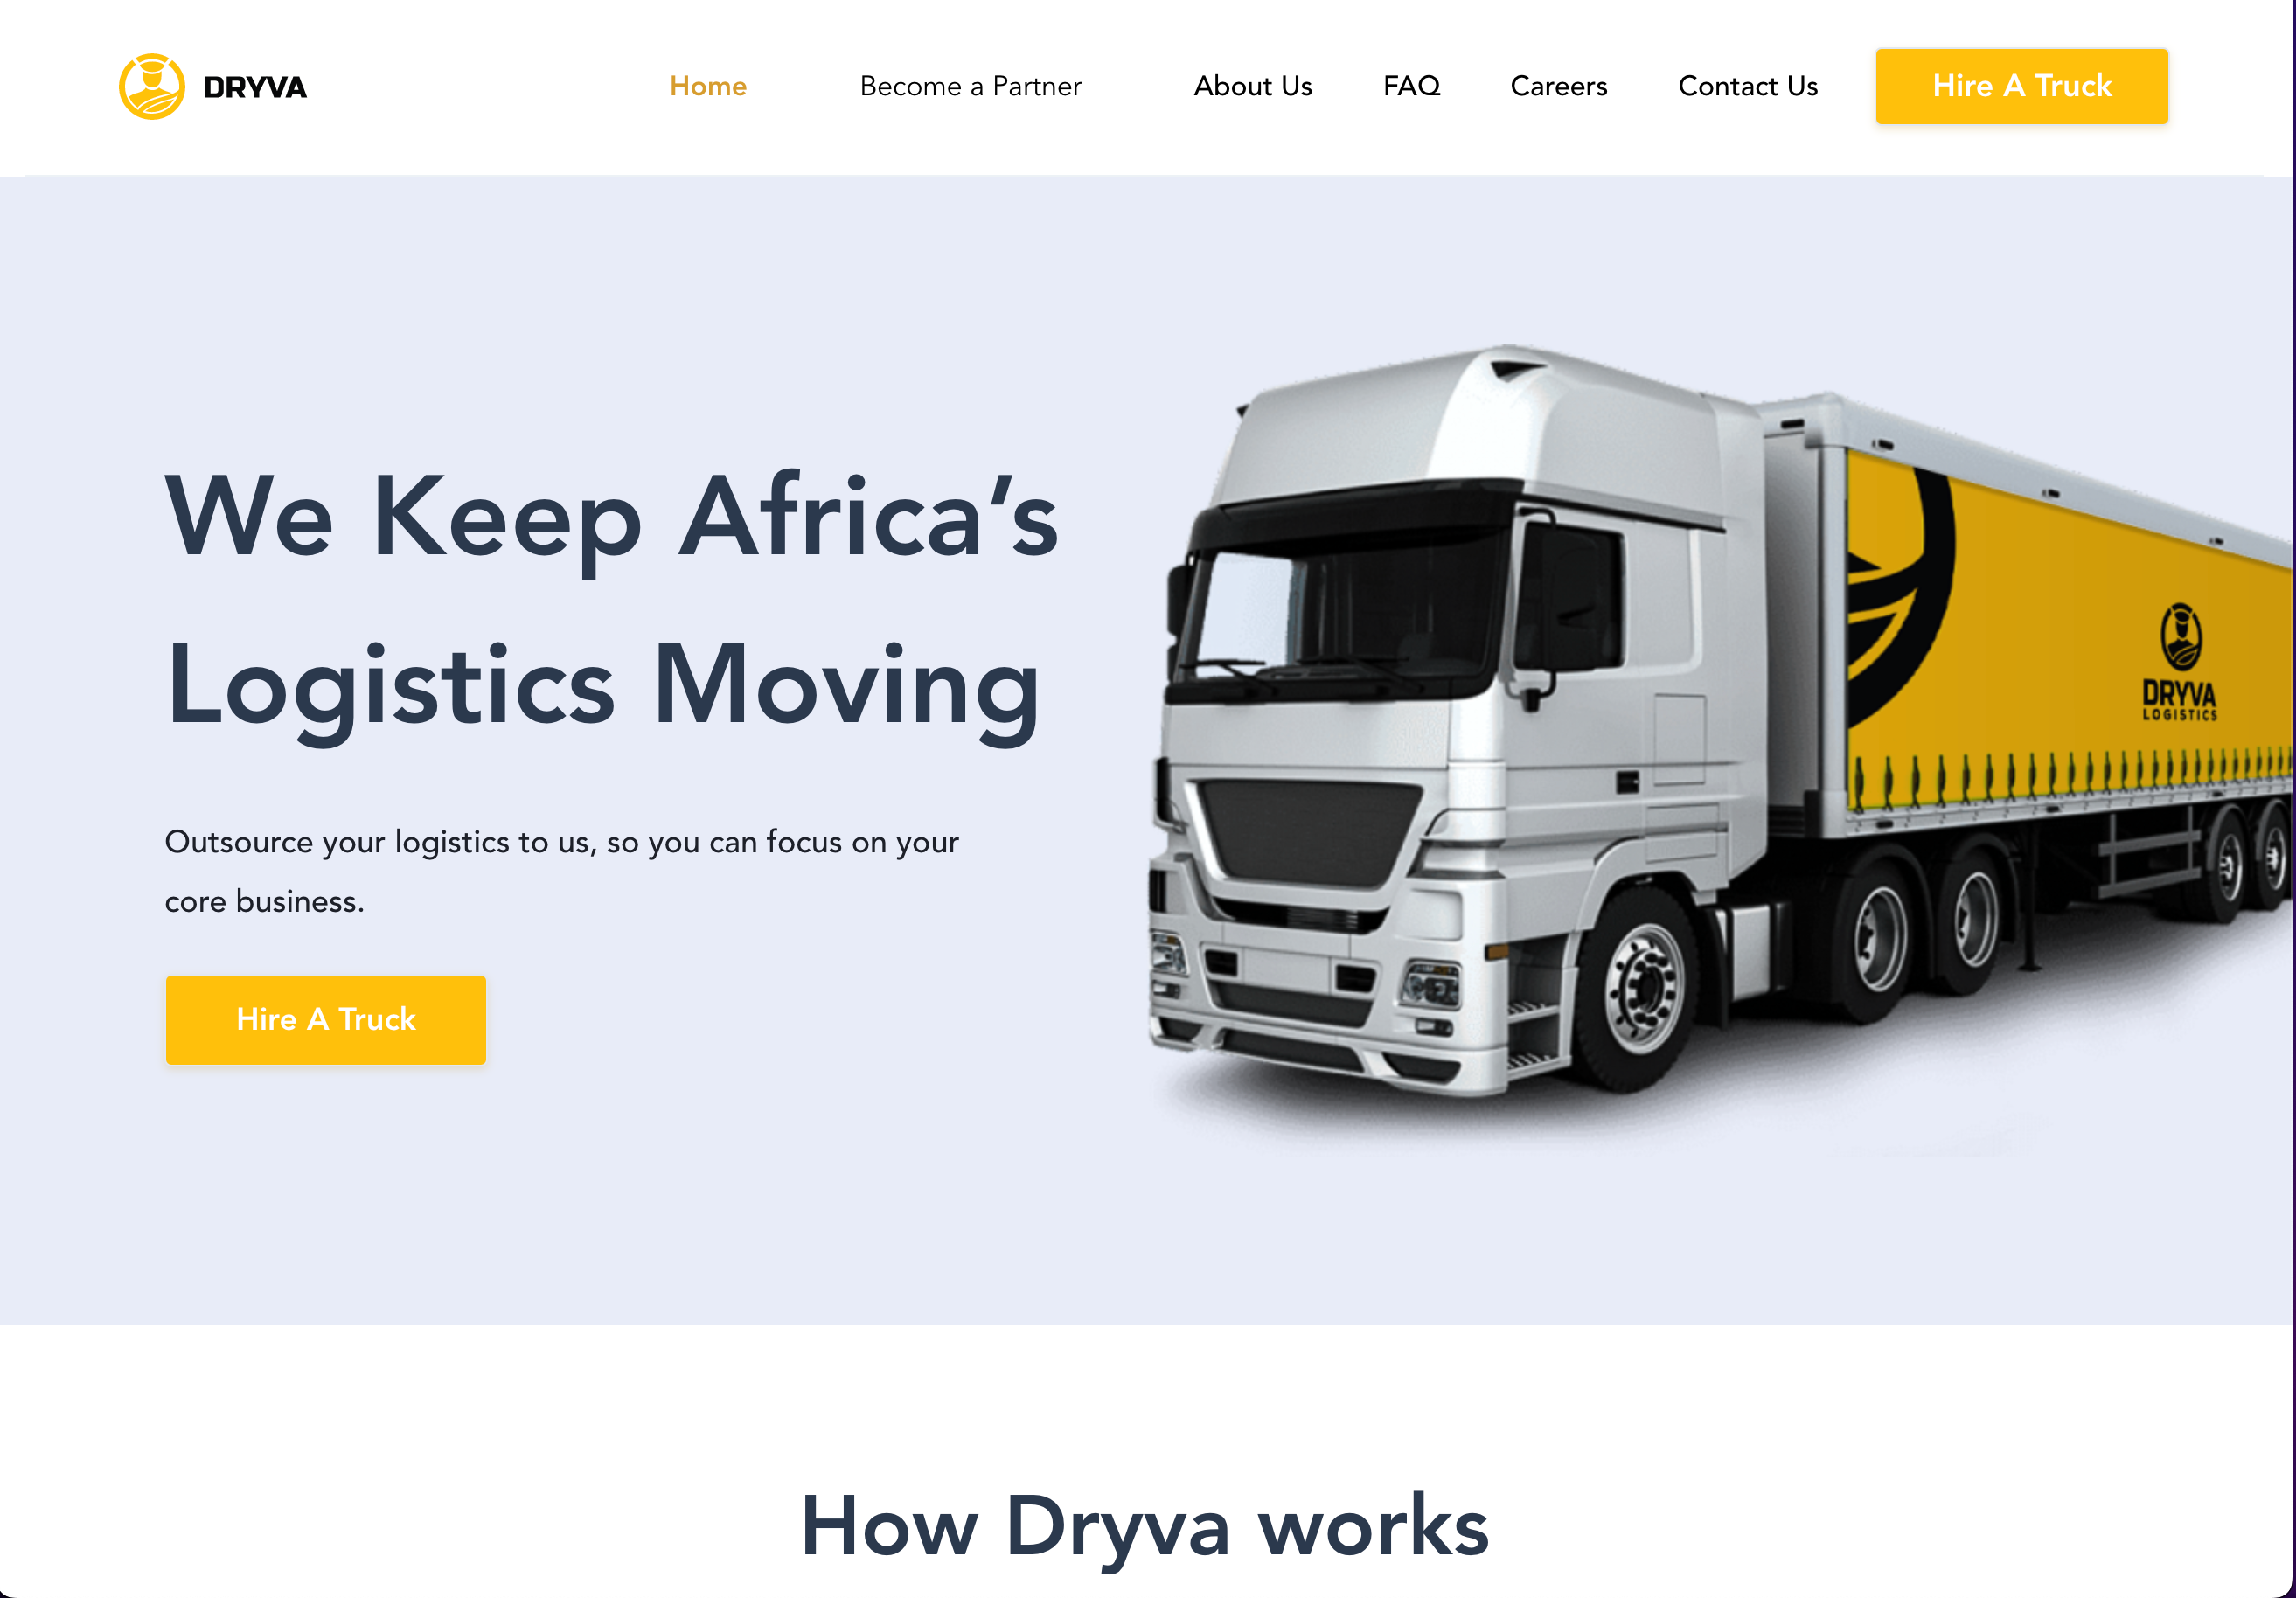 DRYVA
Home
Become a Partner
About Us
FAQ
Careers
Contact Us
Hire A Truck
We Keep Africa’s
Logistics Moving
Outsource your logistics to us, so you can focus on your
core business.
Hire A Truck
DRYVA
LOGISTICS
How Dryva works